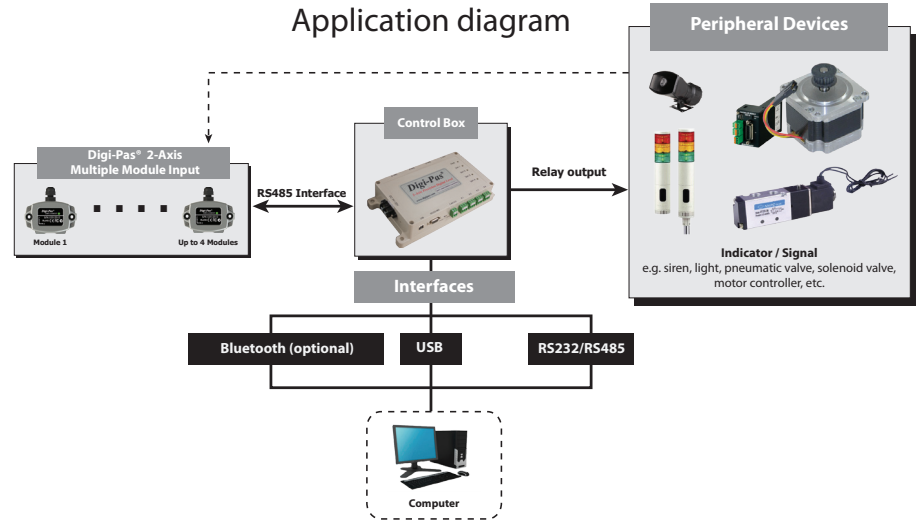 Application diagram
Peripheral Devices
Control Box
Digi-Pas® 2-Axis
Multiple Module Input
Digi-Pas®
RS485 Interface
Relay output
Module 1
Up to 4 Modules
Indicator / Signal
e.g. siren, light, pneumatic valve, solenoid valve,
motor controller, etc.
Interfaces
Bluetooth (optional)
USB
RS232/RS485
Computer